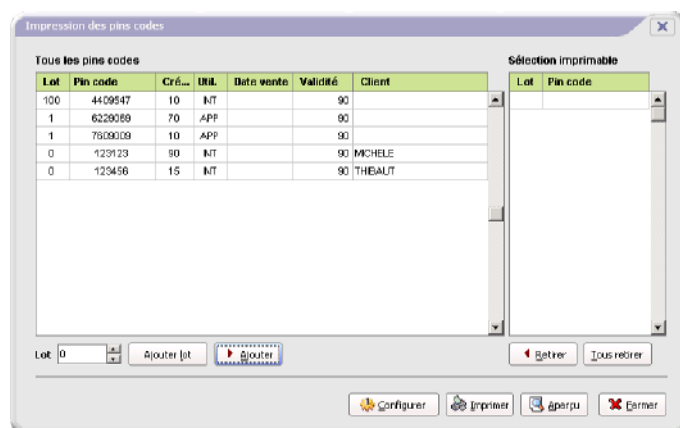 Impression des pins codes
Tous les pins codes
Sélection imprimable
Lot Pin code Cré... Util. Date vente Validité Client
Lot Pin code
100 4409547 10 INT 90
1 6229069 70 APP 90
1 7609009 10 APP 90
0 123123 90 INT 90 MICHELE
0 123456 15 INT 90 THIBAUT
Lot 0 Ajouter lot Ajouter
Retirer Tous retirer
Configurer Imprimer Aperçu Fermer